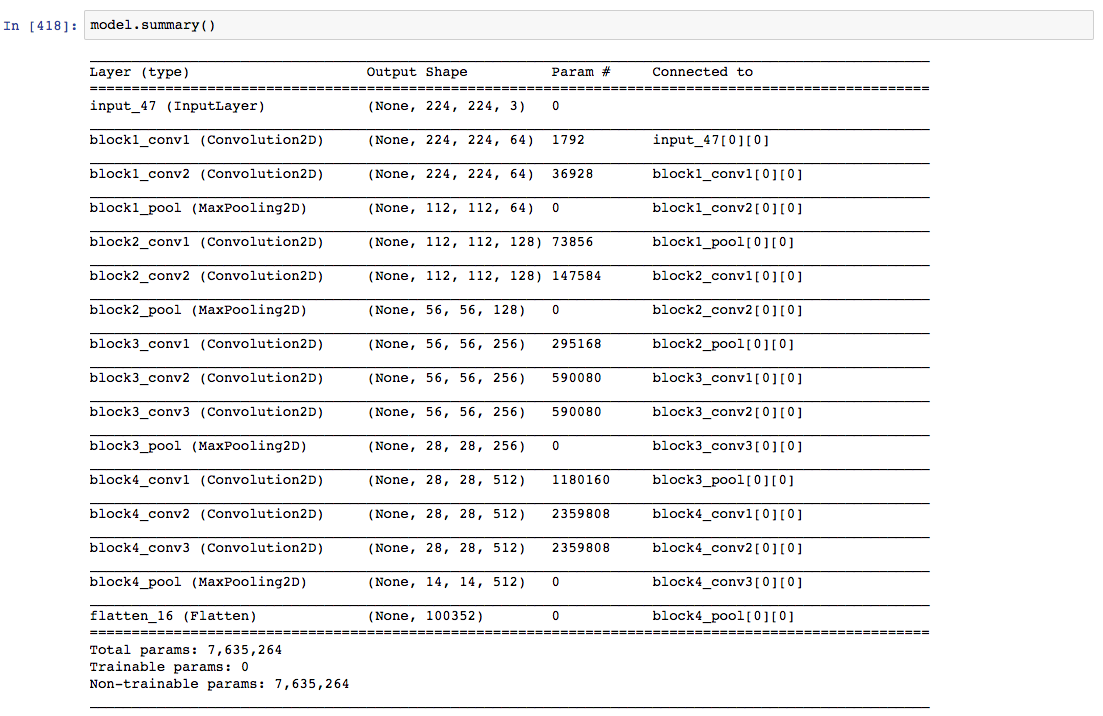 In [418]: model.summary()
Layer (type) Output Shape Param # Connected to
input_47 (InputLayer) (None, 224, 224, 3) 0
block1_conv1 (Convolution2D) (None, 224, 224, 64) 1792 input_47[0][0]
block1_conv2 (Convolution2D) (None, 224, 224, 64) 36928 block1_conv1[0][0]
block1_pool (MaxPooling2D) (None, 112, 112, 64) 0 block1_conv2[0][0]
block2_conv1 (Convolution2D) (None, 112, 112, 128) 73856 block1_pool[0][0]
block2_conv2 (Convolution2D) (None, 112, 112, 128) 147584 block2_conv1[0][0]
block2_pool (MaxPooling2D) (None, 56, 56, 128) 0 block2_conv2[0][0]
block3_conv1 (Convolution2D) (None, 56, 56, 256) 295168 block2_pool[0][0]
block3_conv2 (Convolution2D) (None, 56, 56, 256) 590080 block3_conv1[0][0]
block3_conv3 (Convolution2D) (None, 56, 56, 256) 590080 block3_conv2[0][0]
block3_pool (MaxPooling2D) (None, 28, 28, 256) 0 block3_conv3[0][0]
block4_conv1 (Convolution2D) (None, 28, 28, 512) 1180160 block3_pool[0][0]
block4_conv2 (Convolution2D) (None, 28, 28, 512) 2359808 block4_conv1[0][0]
block4_conv3 (Convolution2D) (None, 28, 28, 512) 2359808 block4_conv2[0][0]
block4_pool (MaxPooling2D) (None, 14, 14, 512) 0 block4_conv3[0][0]
flatten_16 (Flatten) (None, 100352) 0 block4_pool[0][0]
Total params: 7,635,264
Trainable params: 0
Non-trainable params: 7,635,264